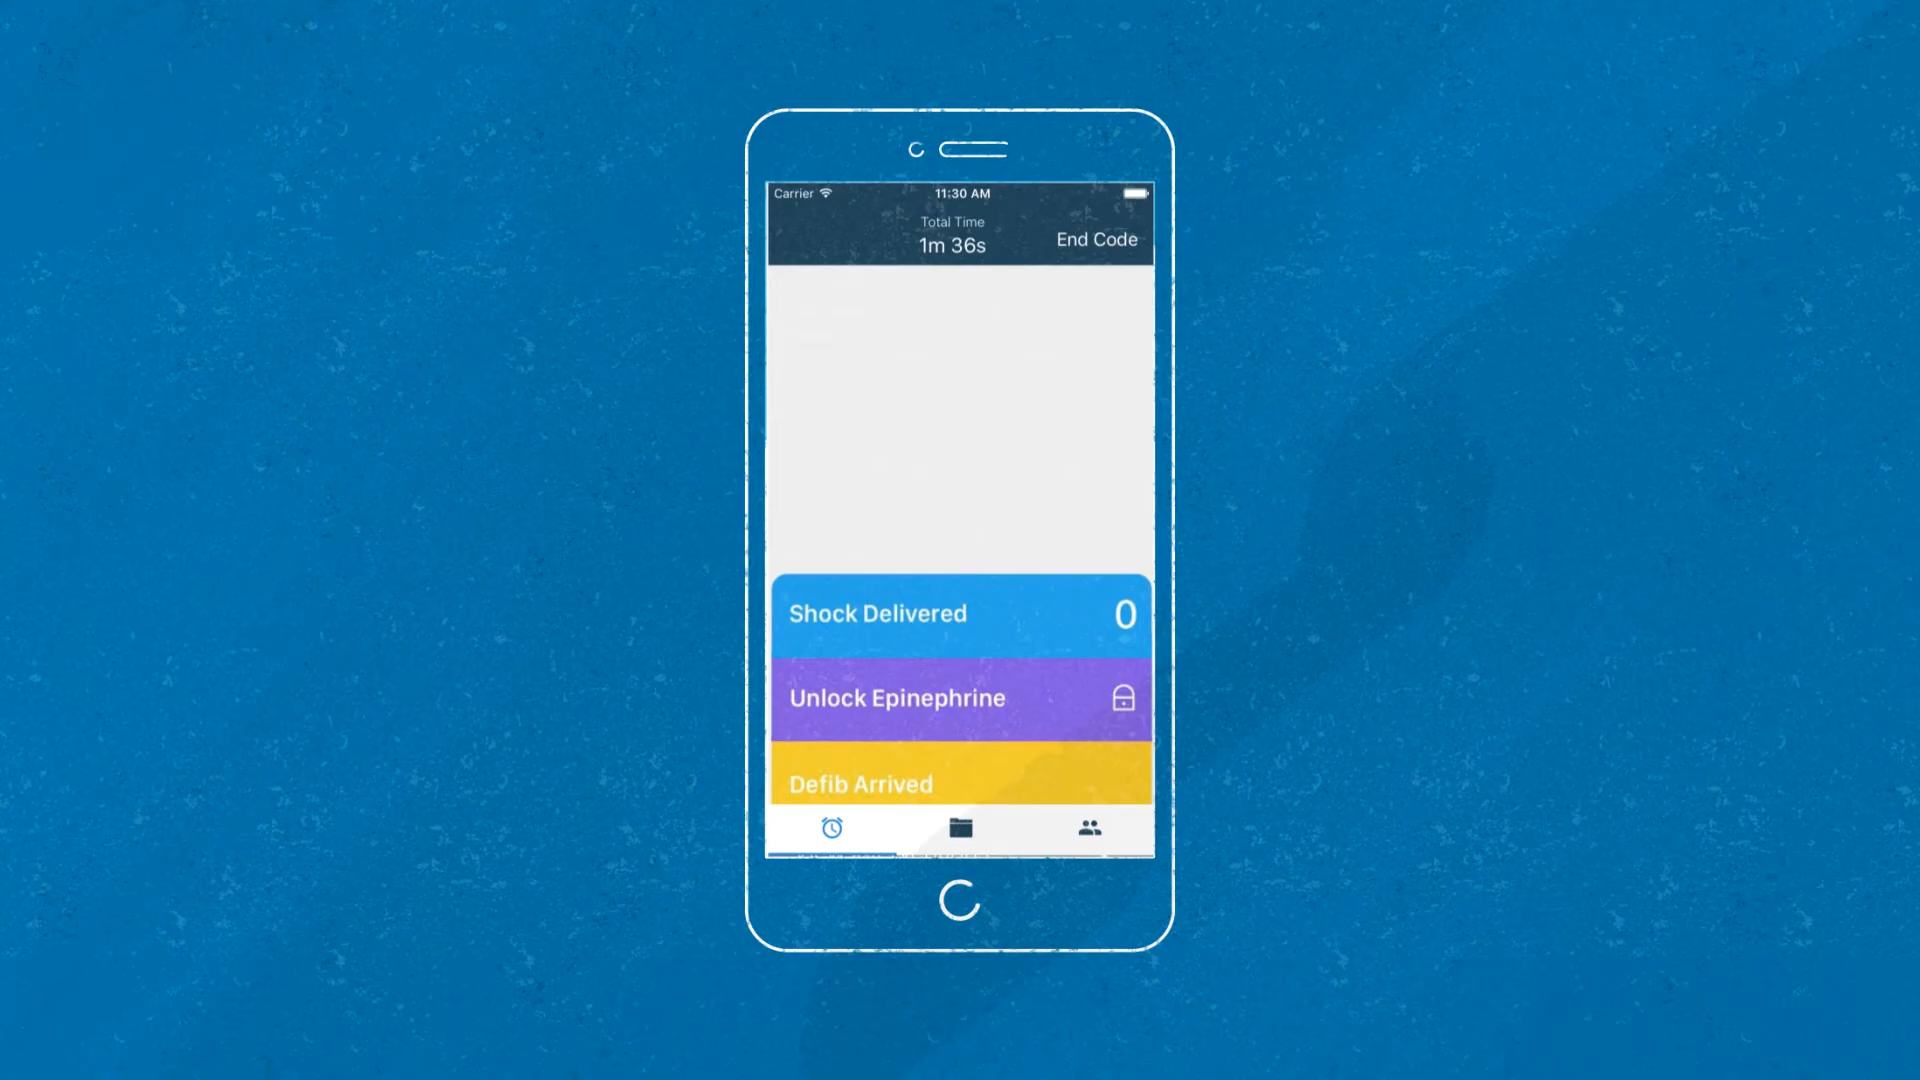 Carrier 11:30 AM
Total Time
1m 36s
End Code
Shock Delivered 0
Unlock Epinephrine
Defib Arrived